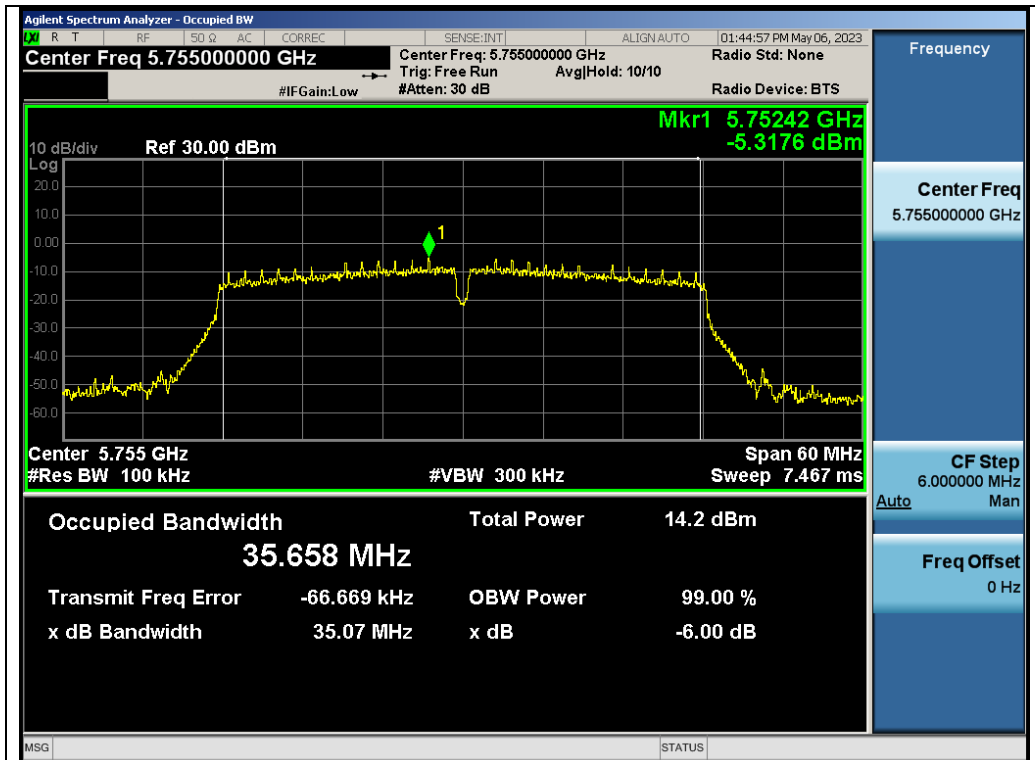 Agilent Spectrum Analyzer - Occupied BW
LXI R T RF 50 Ω AC CORREC SENSE:INT ALIGN AUTO 01:44:57 PM May 06, 2023
Center Freq 5.755000000 GHz
Center Freq: 5.755000000 GHz
Radio Std: None
Trig: Free Run Avg|Hold: 10/10
#IFGain:Low
#Atten: 30 dB
Radio Device: BTS
Frequency
Mkr1 5.75242 GHz
-5.3176 dBm
10 dB/div Ref 30.00 dBm
Log
20.0
10.0
0.00
-10.0
-20.0
-30.0
-40.0
-50.0
-60.0
1
Center 5.755 GHz Span 60 MHz
#Res BW 100 kHz #VBW 300 kHz Sweep 7.467 ms
Center Freq
5.755000000 GHz
CF Step
6.000000 MHz
Auto Man
Freq Offset
0 Hz
Occupied Bandwidth Total Power 14.2 dBm
35.658 MHz
Transmit Freq Error -66.669 kHz OBW Power 99.00 %
x dB Bandwidth 35.07 MHz x dB -6.00 dB
MSG STATUS